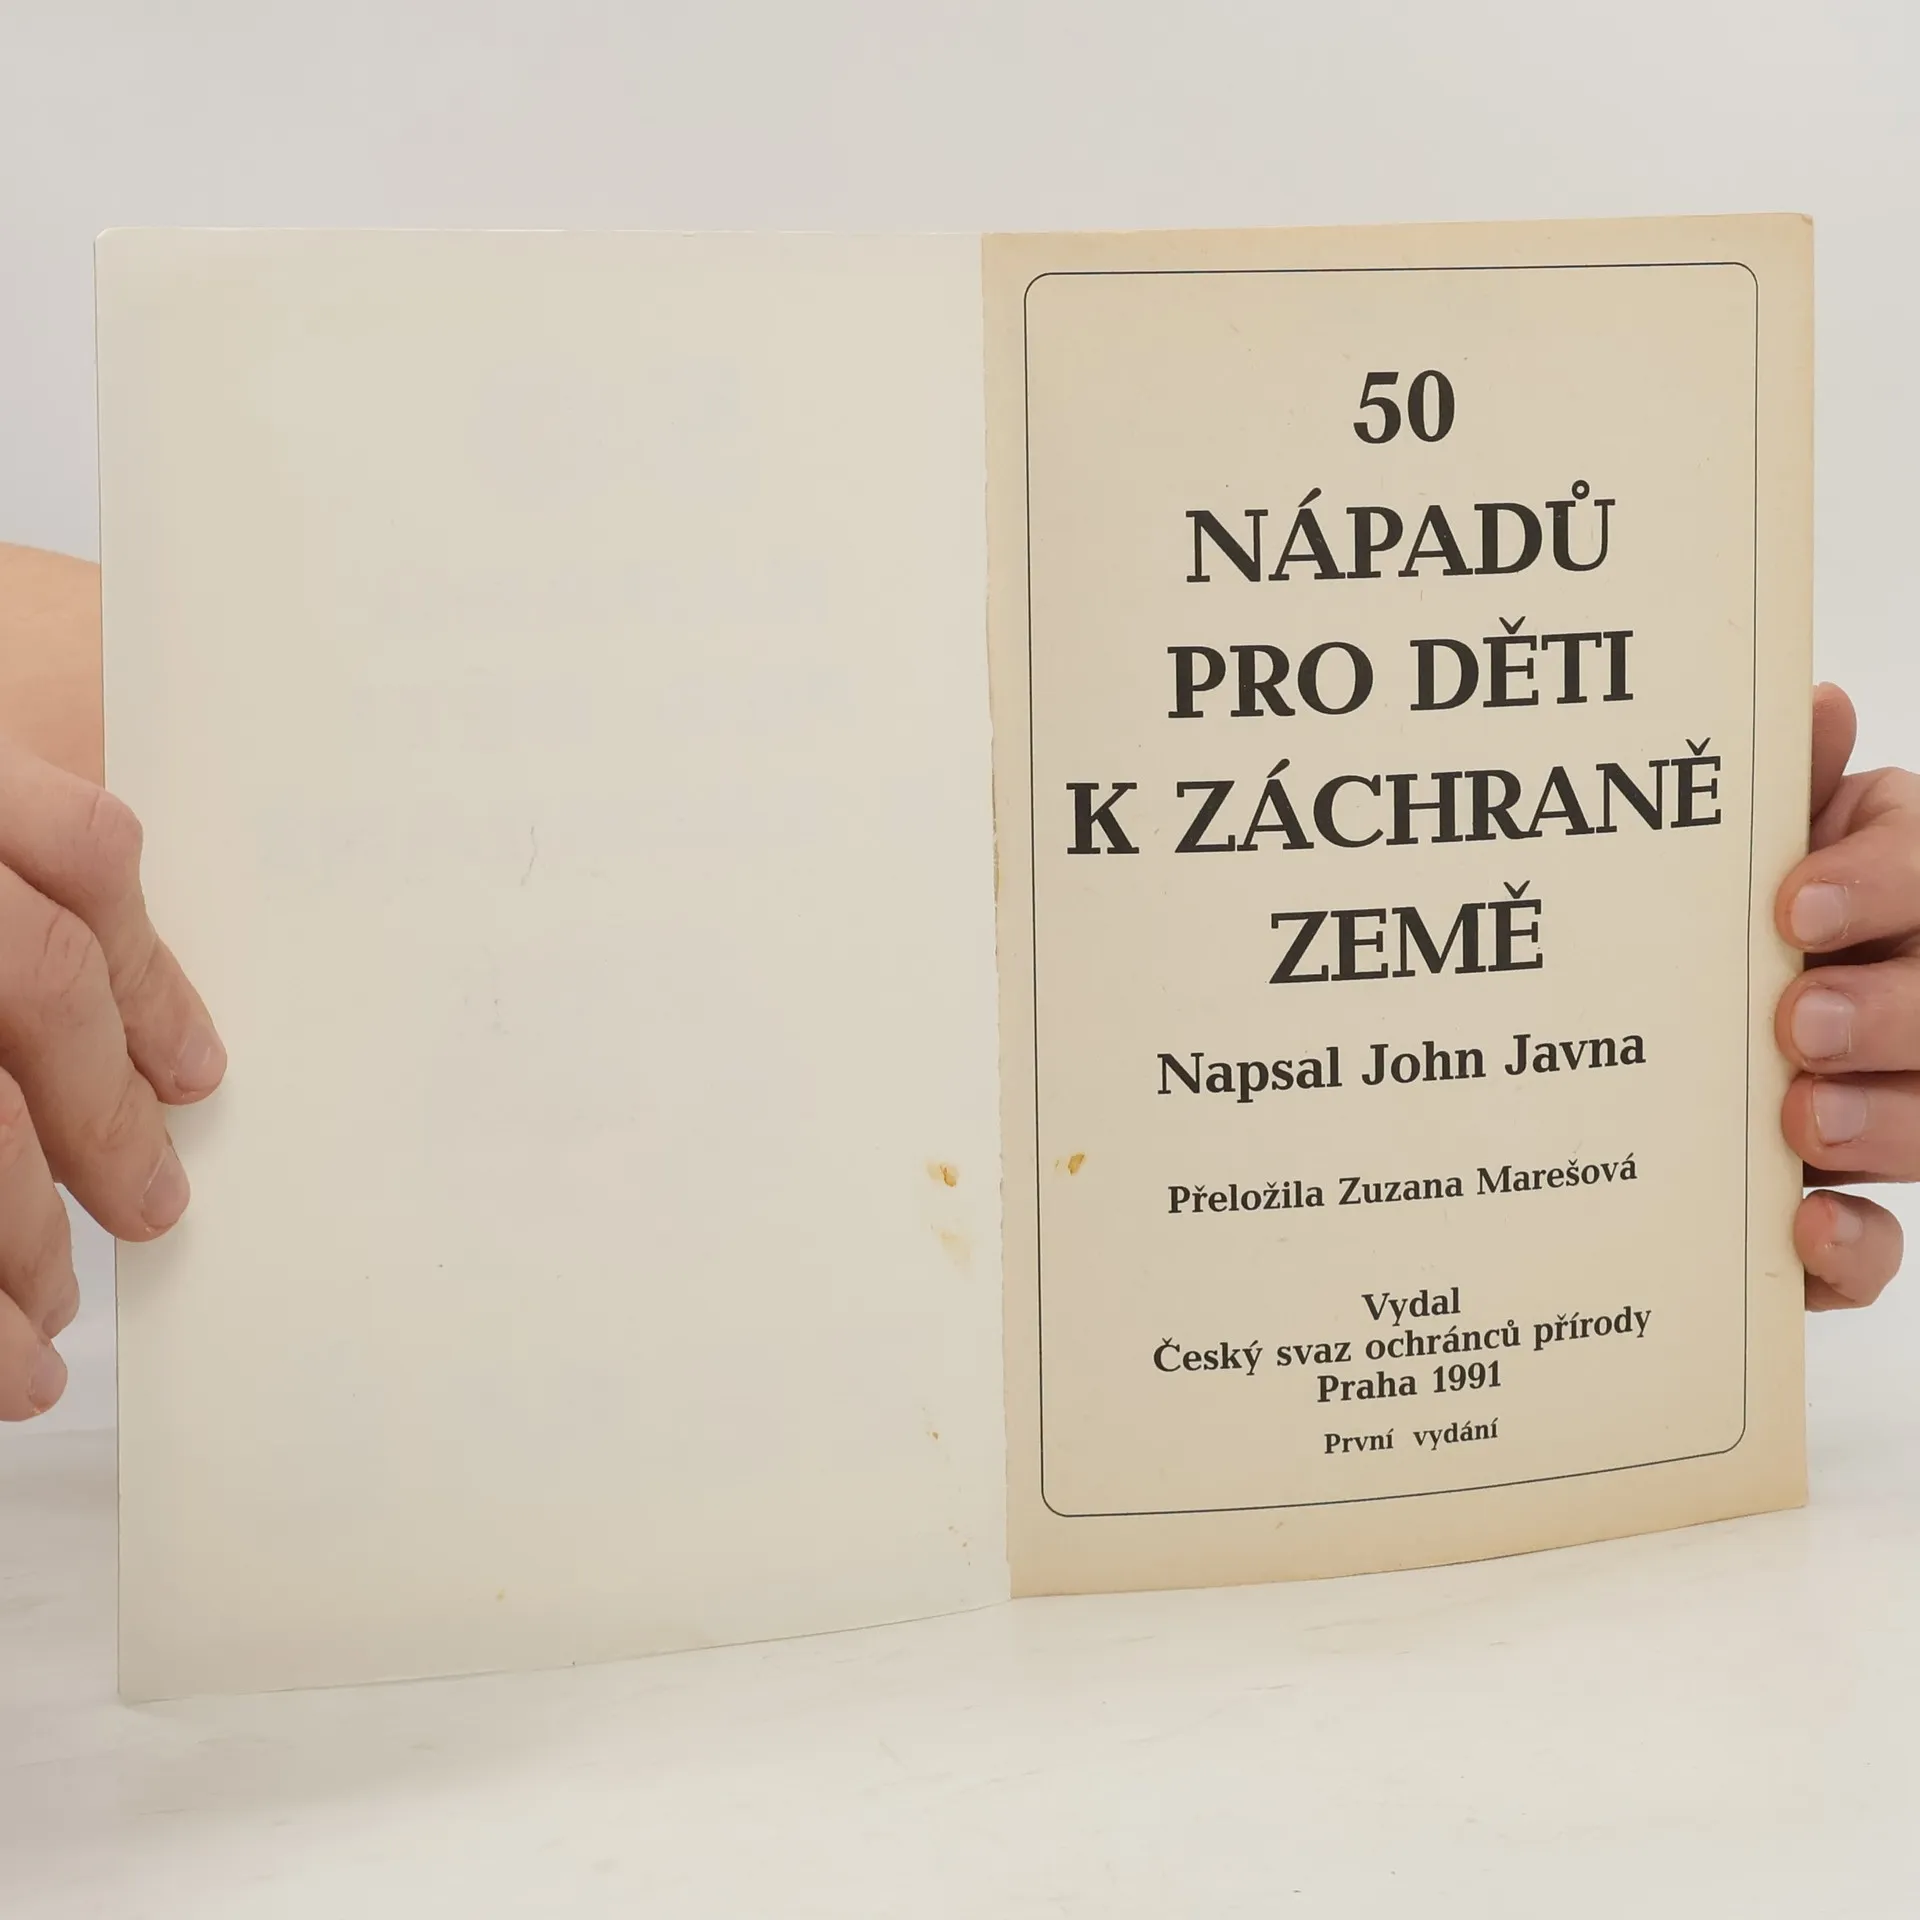 50
NÁPADŮ
PRO DĚTI
K ZÁCHRANĚ
ZEMĚ
Napsal John Javna
Přeložila Zuzana Marešová
Vydal
Český svaz ochránců přírody
Praha 1991
První vydání